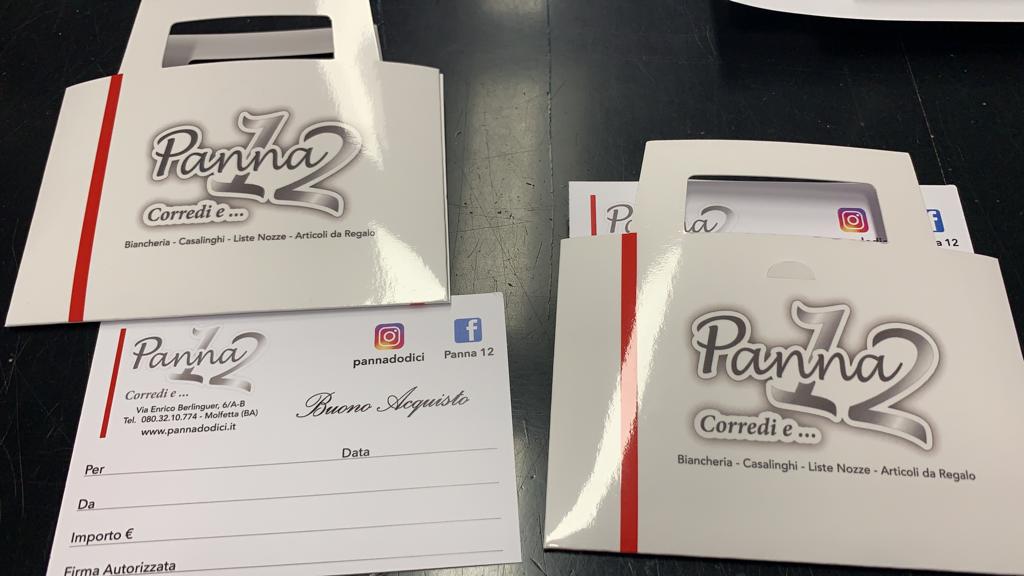 Panna 12
Corredi e ...
Biancheria - Casalinghi - Liste Nozze - Articoli da Regalo
Panna 12
Corredi e ...
Via Enrico Berlinguer, 6/A-B
Tel. 080.32.10.774 - Molfetta (BA)
www.pannadodici.it
pannadodici
Panna 12
Buono Acquisto
Data
Per
Da
Importo €
Firma Autorizzata
Panna 12
Panna 12
Corredi e ...
Biancheria - Casalinghi - Liste Nozze - Articoli da Regalo